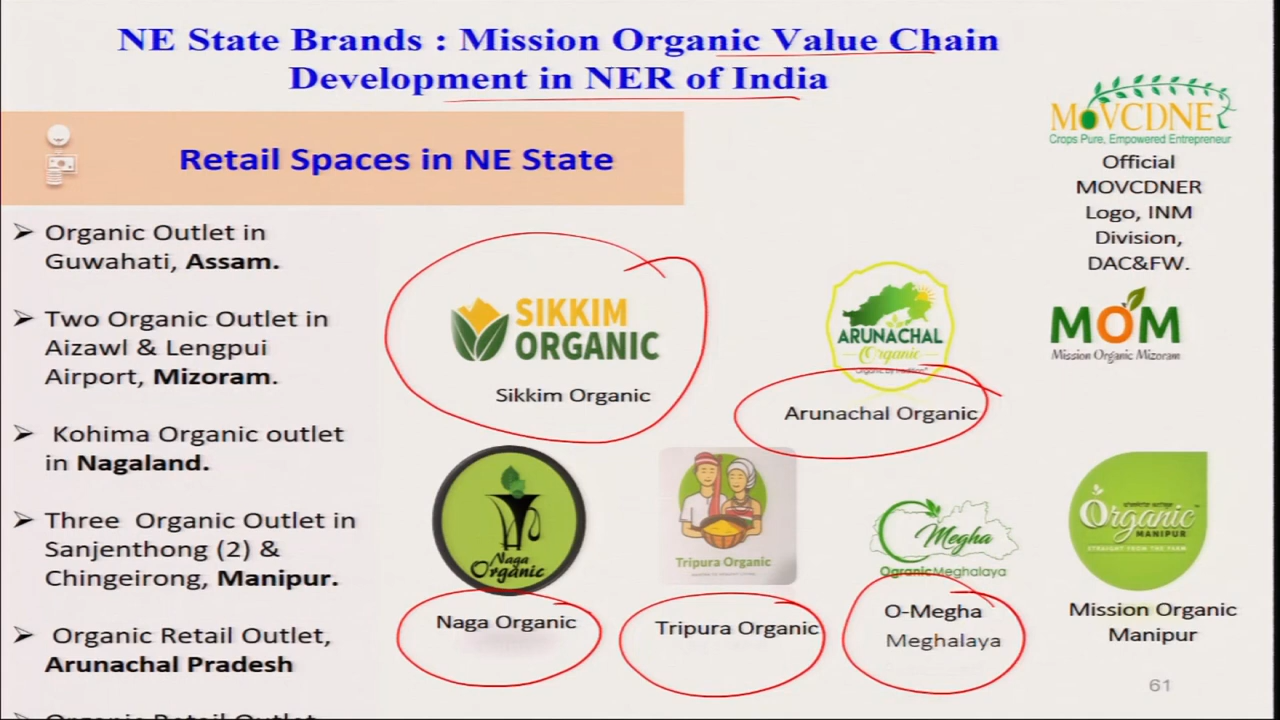 NE State Brands : Mission Organic Value Chain
Development in NER of India
Retail Spaces in NE State
➢ Organic Outlet in
Guwahati, Assam.
➢ Two Organic Outlet in
Aizawl & Lengpui
Airport, Mizoram.
➢ Kohima Organic outlet
in Nagaland.
➢ Three Organic Outlet in
Sanjenthong (2) &
Chingeirong, Manipur.
➢ Organic Retail Outlet,
Arunachal Pradesh
Organic Retail Outlet
MOVCDNER
Crops Pure, Empowered Entrepreneur
Official
MOVCDNER
Logo, INM
Division,
DAC&FW.
SIKKIM
ORGANIC
Sikkim Organic
ARUNACHAL
Organic
Arunachal Organic
MOM
Mission Organic Mizoram
Naga
Organic
Naga Organic
Tripura Organic
Tripura Organic
Megha
Ogranic Meghalaya
O-Megha
Meghalaya
Organic
MANIPUR
STRAIGHT FROM THE FARM
Mission Organic
Manipur
61